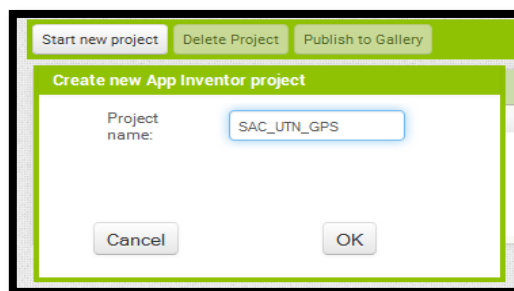 Start new project Delete Project Publish to Gallery
Create new App Inventor project
Project
name:
SAC_UTN_GPS
Cancel OK